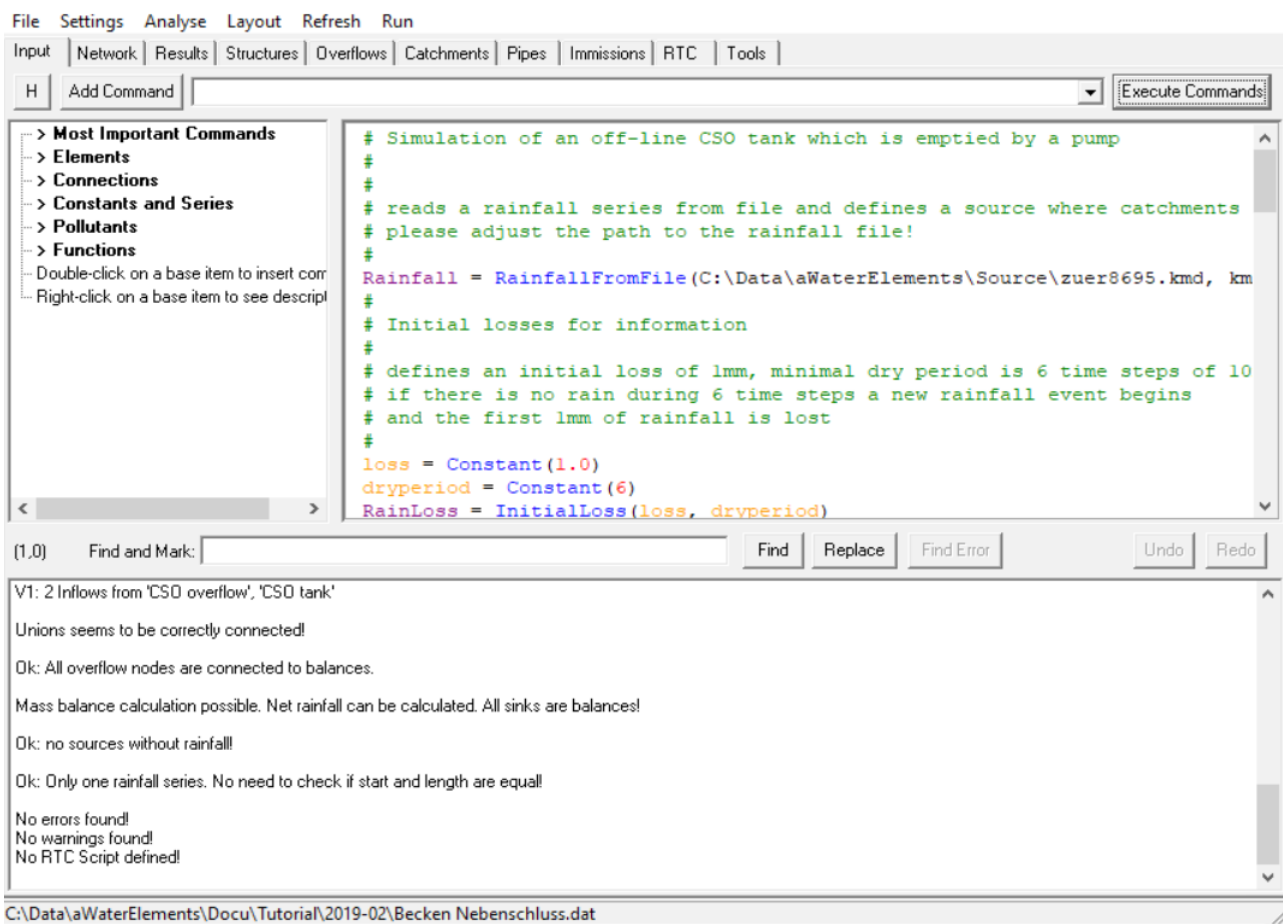 File Settings Analyse Layout Refresh Run
Input Network Results Structures Overflows Catchments Pipes Immissions RTC Tools
H Add Command Execute Commands
> Most Important Commands
> Elements
> Connections
> Constants and Series
> Pollutants
> Functions
Double-click on a base item to insert com
Right-click on a base item to see descript
# Simulation of an off-line CSO tank which is emptied by a pump
#
#
# reads a rainfall series from file and defines a source where catchments
# please adjust the path to the rainfall file!
#
Rainfall = RainfallFromFile(C:\Data\aWaterElements\Source\zuer8695.kmd, km
#
# Initial losses for information
#
# defines an initial loss of 1mm, minimal dry period is 6 time steps of 10
# if there is no rain during 6 time steps a new rainfall event begins
# and the first 1mm of rainfall is lost
#
loss = Constant(1.0)
dryperiod = Constant(6)
RainLoss = InitialLoss(loss, dryperiod)
(1,0) Find and Mark: Find Replace Find Error Undo Redo
V1: 2 Inflows from 'CSO overflow', 'CSO tank'
Unions seems to be correctly connected!
Ok: All overflow nodes are connected to balances.
Mass balance calculation possible. Net rainfall can be calculated. All sinks are balances!
Ok: no sources without rainfall!
Ok: Only one rainfall series. No need to check if start and length are equal!
No errors found!
No warnings found!
No RTC Script defined!
C:\Data\aWaterElements\Docu\Tutorial\2019-02\Becken Nebenschluss.dat